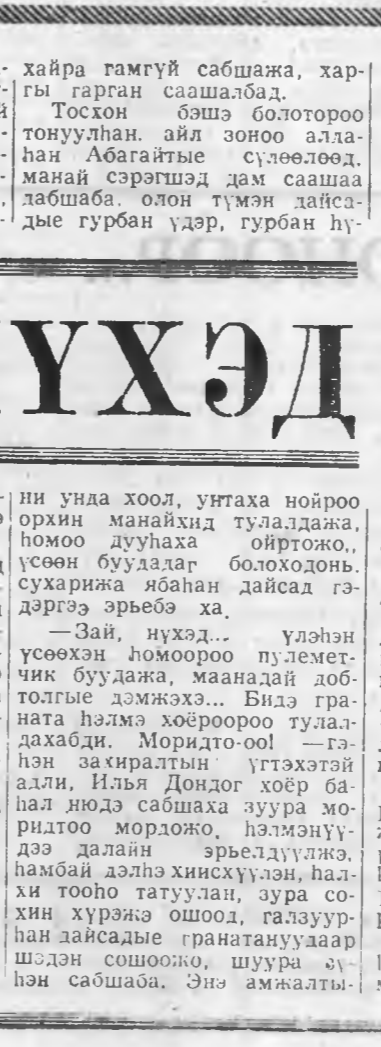 хайра гамгүй сабшажа, хар-
гы гарган саашалбад.
Тосхон бэшэ болотороо
тонуулһан. айл зоноо алда-
һан Абагайтые сүлөөлөөд,
манай сэрэгшэд дам саашаа
дабшаба. олон түмэн дайса-
дые гурбан үдэр, гурбан һү-
ҮХЭД
ни унда хоол, унтаха нойроо
орхин манайхид тулалдажа,
һомоо дууһаха ойртожо,,
үсөөн буудадаг болоходонь.
сухарижа ябаһан дайсад гэ-
дэргээ эрьебэ ха.
—Зай, нүхэд... үлэһэн
үсөөхэн һомоороо пулемет-
чик буудажа, маанадай доб-
толгые дэмжэхэ... Бидэ гра-
ната һэлмэ хоёроороо тулал-
дахабди. Моридто-оо! —гэ-
һэн захиралтын үгтэхэтэй
адли, Илья Дондог хоёр ба-
һал нюдэ сабшаха зуура мо-
ридтоо мордожо, һэлмэнүү-
дээ далайн эрьелдүүлжэ,
һамбай дэлһэ хиисхүүлэн, һал-
хи тооһо татуулан, зура со-
хин хүрэжэ ошоод, галзуур-
һан дайсадые гранатануудаар
шэдэн сошоожо, шуура сү-
һэн сабшаба. Энэ амжалты-